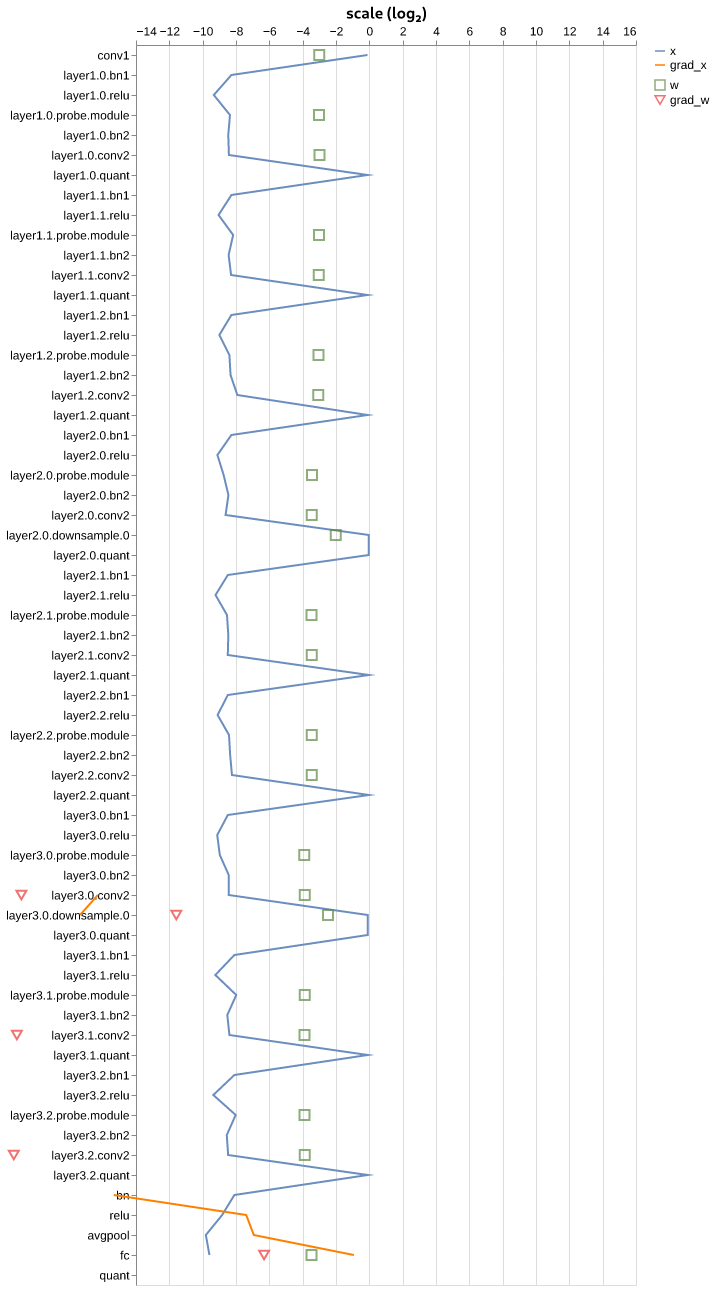 scale (log₂)
−14 −12 −10 −8 −6 −4 −2 0 2 4 6 8 10 12 14 16
x
grad_x
w
grad_w
conv1
layer1.0.bn1
layer1.0.relu
layer1.0.probe.module
layer1.0.bn2
layer1.0.conv2
layer1.0.quant
layer1.1.bn1
layer1.1.relu
layer1.1.probe.module
layer1.1.bn2
layer1.1.conv2
layer1.1.quant
layer1.2.bn1
layer1.2.relu
layer1.2.probe.module
layer1.2.bn2
layer1.2.conv2
layer1.2.quant
layer2.0.bn1
layer2.0.relu
layer2.0.probe.module
layer2.0.bn2
layer2.0.conv2
layer2.0.downsample.0
layer2.0.quant
layer2.1.bn1
layer2.1.relu
layer2.1.probe.module
layer2.1.bn2
layer2.1.conv2
layer2.1.quant
layer2.2.bn1
layer2.2.relu
layer2.2.probe.module
layer2.2.bn2
layer2.2.conv2
layer2.2.quant
layer3.0.bn1
layer3.0.relu
layer3.0.probe.module
layer3.0.bn2
layer3.0.conv2
layer3.0.downsample.0
layer3.0.quant
layer3.1.bn1
layer3.1.relu
layer3.1.probe.module
layer3.1.bn2
layer3.1.conv2
layer3.1.quant
layer3.2.bn1
layer3.2.relu
layer3.2.probe.module
layer3.2.bn2
layer3.2.conv2
layer3.2.quant
bn
relu
avgpool
fc
quant